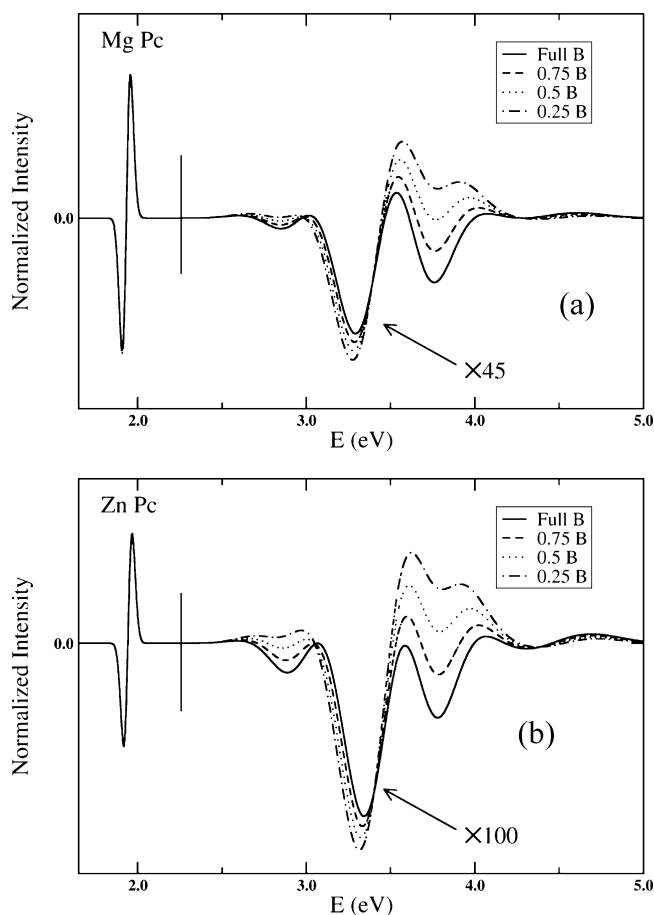 Mg Pc
Full B
0.75 B
0.5 B
0.25 B
Normalized Intensity
0.0
(a)
×45
2.0 3.0 4.0 5.0
E (eV)
Zn Pc
Full B
0.75 B
0.5 B
0.25 B
Normalized Intensity
0.0
(b)
×100
2.0 3.0 4.0 5.0
E (eV)